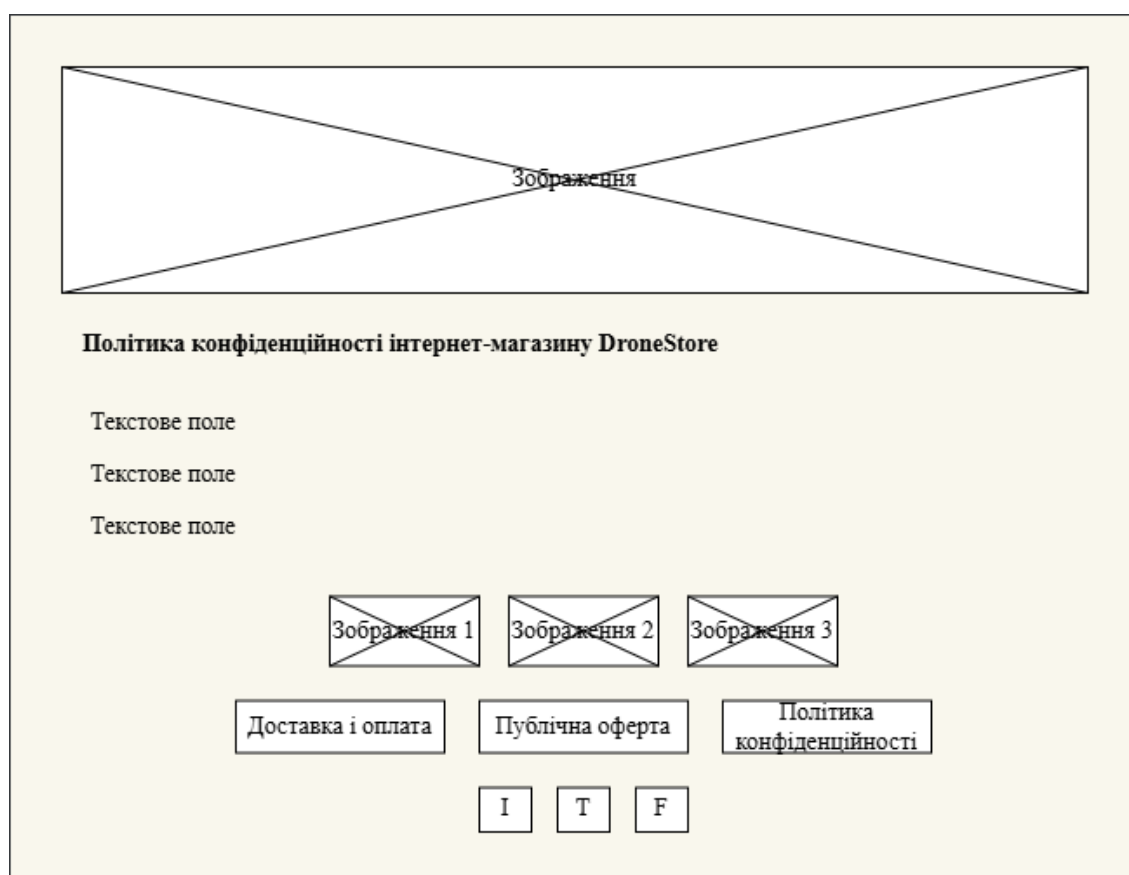 Зображення
Політика конфіденційності інтернет-магазину DroneStore
Текстове поле
Текстове поле
Текстове поле
Зображення 1 Зображення 2 Зображення 3
Доставка і оплата Публічна оферта Політика
конфіденційності
I T F